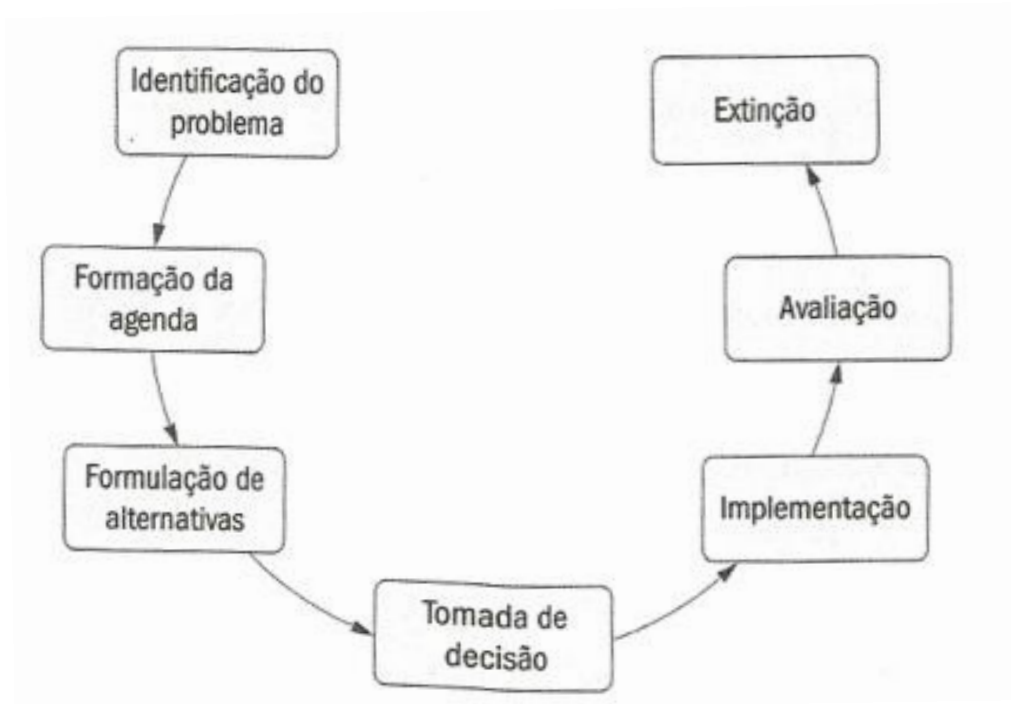 Identificação do
problema
Formação da
agenda
Formulação de
alternativas
Tomada de
decisão
Implementação
Avaliação
Extinção